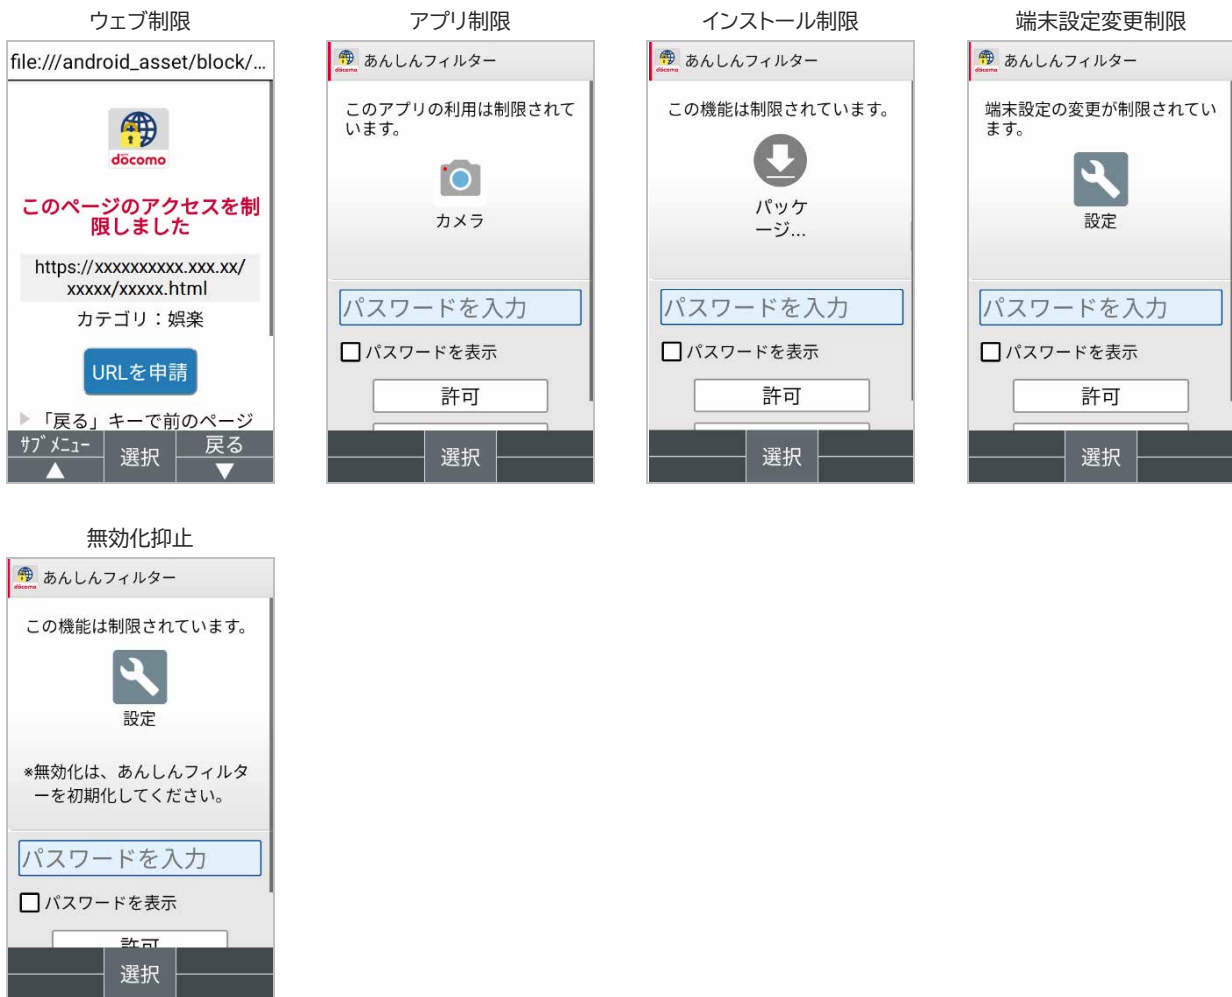 ウェブ制限
file:///android_asset/block/...
döcomo
このページのアクセスを制
限しました
https://xxxxxxxxxx.xxx.xx/
xxxxx/xxxxx.html
カテゴリ：娯楽
URLを申請
「戻る」キーで前のページ
ｻﾌﾞﾒﾆｭｰ
選択
戻る
アプリ制限
döcomo
あんしんフィルター
このアプリの利用は制限されて
います。
カメラ
パスワードを入力
パスワードを表示
許可
選択
インストール制限
döcomo
あんしんフィルター
この機能は制限されています。
パッケ
ージ...
パスワードを入力
パスワードを表示
許可
選択
端末設定変更制限
döcomo
あんしんフィルター
端末設定の変更が制限されてい
ます。
設定
パスワードを入力
パスワードを表示
許可
選択
無効化抑止
döcomo
あんしんフィルター
この機能は制限されています。
設定
※無効化は、あんしんフィルタ
ーを初期化してください。
パスワードを入力
パスワードを表示
許可
選択